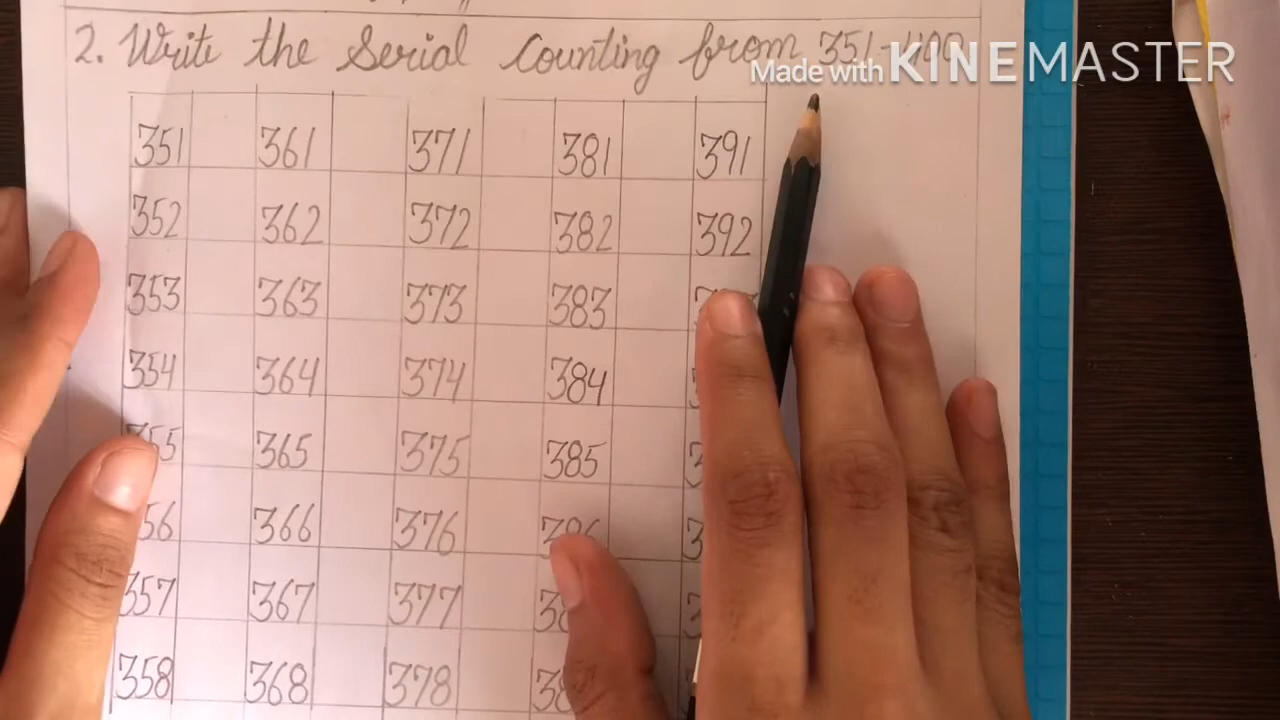 2. Write the Serial Counting from 351-400
Made with KINEMASTER
351 361 371 381 391
352 362 372 382 392
353 363 373 383
354 364 374 384
365 375 385
366 376
357 367 377
358 368 378